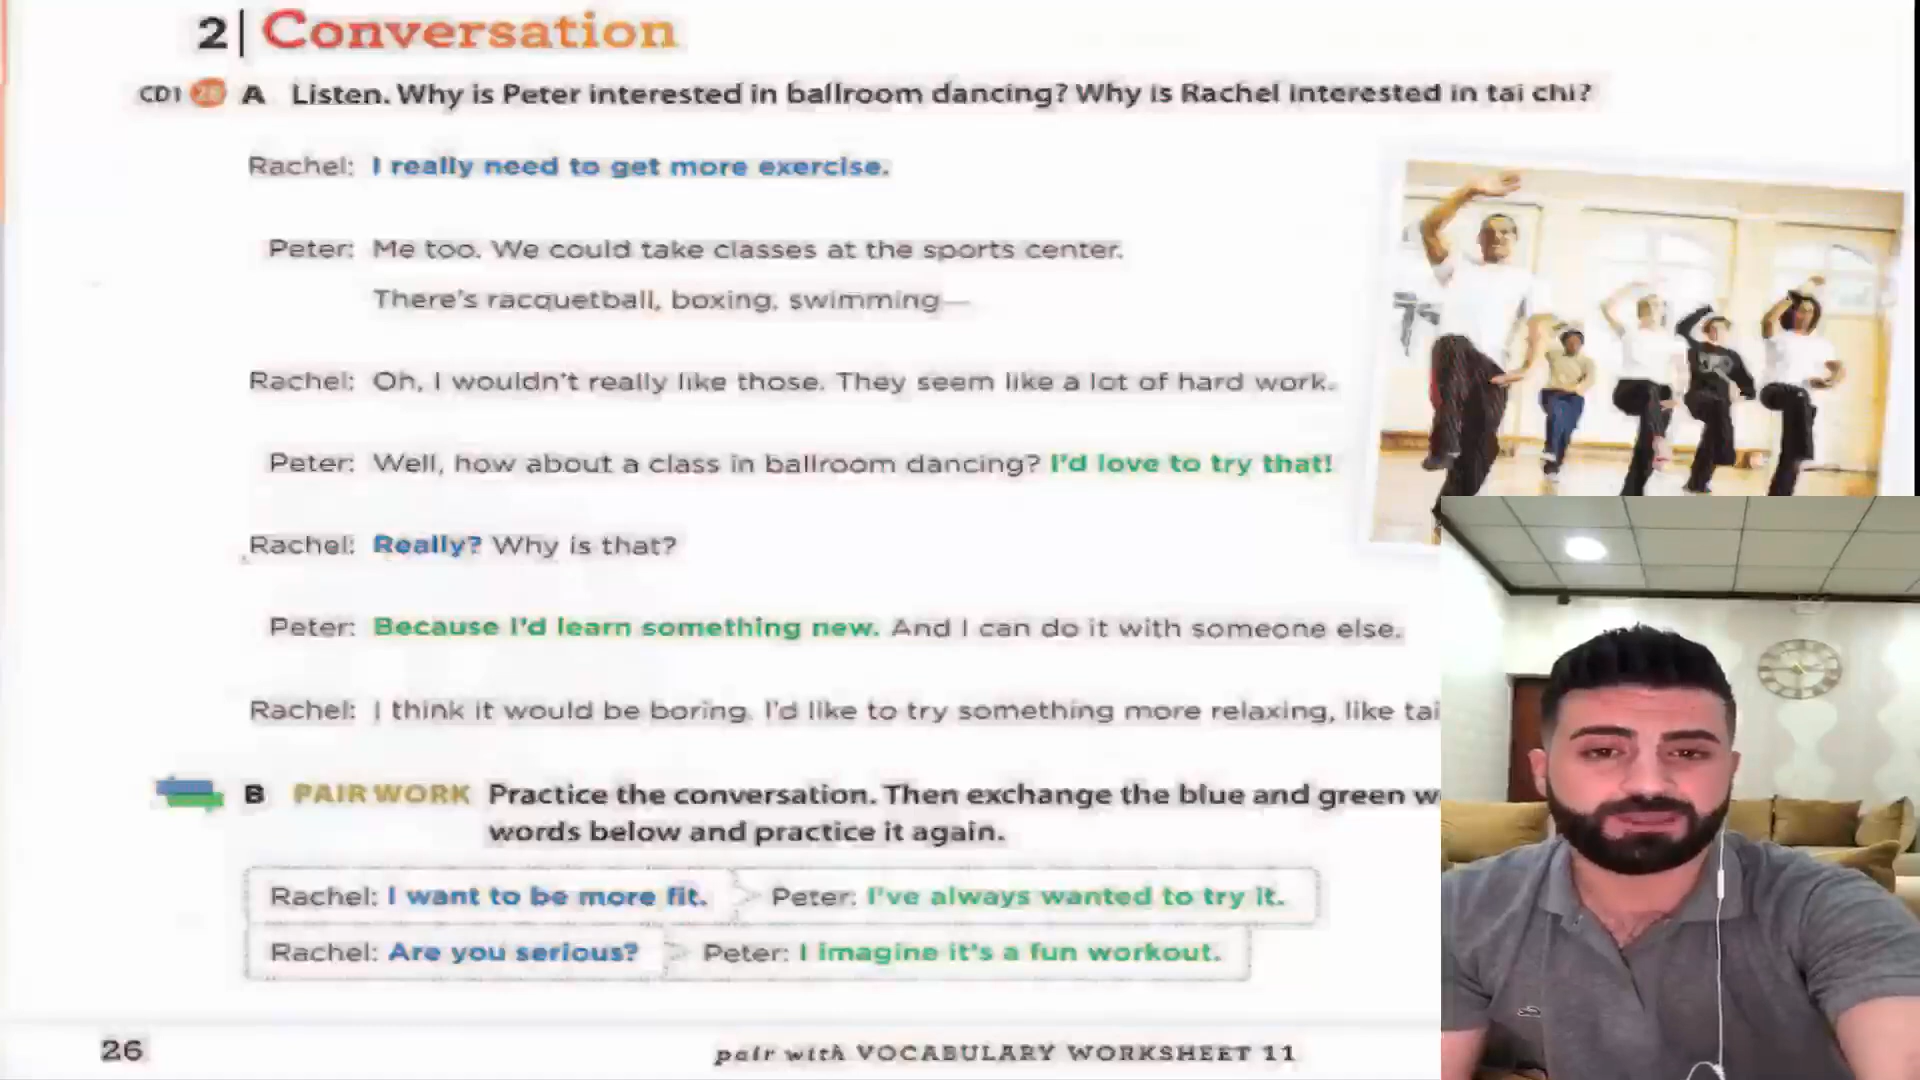 2 | Conversation
CD1 28 A Listen. Why is Peter interested in ballroom dancing? Why is Rachel interested in tai chi?
Rachel: I really need to get more exercise.
Peter: Me too. We could take classes at the sports center.
There's racquetball, boxing, swimming—
Rachel: Oh, I wouldn't really like those. They seem like a lot of hard work.
Peter: Well, how about a class in ballroom dancing? I'd love to try that!
Rachel: Really? Why is that?
Peter: Because I'd learn something new. And I can do it with someone else.
Rachel: I think it would be boring. I'd like to try something more relaxing, like tai
B PAIR WORK Practice the conversation. Then exchange the blue and green w
words below and practice it again.
Rachel: I want to be more fit. Peter: I've always wanted to try it.
Rachel: Are you serious? Peter: I imagine it's a fun workout.
26 pair with VOCABULARY WORKSHEET 11